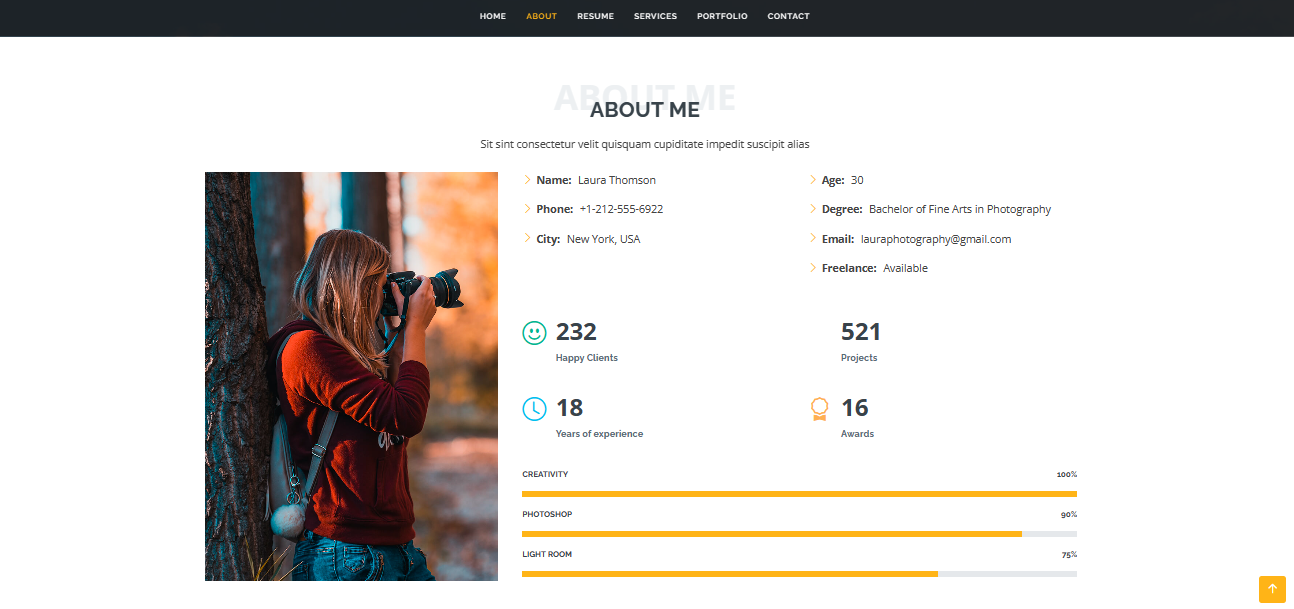 HOME ABOUT RESUME SERVICES PORTFOLIO CONTACT
ABOUT ME
ABOUT ME
Sit sint consectetur velit quisquam cupiditate impedit suscipit alias
Name: Laura Thomson
Phone: +1-212-555-6922
City: New York, USA
Age: 30
Degree: Bachelor of Fine Arts in Photography
Email: lauraphotography@gmail.com
Freelance: Available
232
Happy Clients
521
Projects
18
Years of experience
16
Awards
CREATIVITY 100%
PHOTOSHOP 90%
LIGHT ROOM 75%